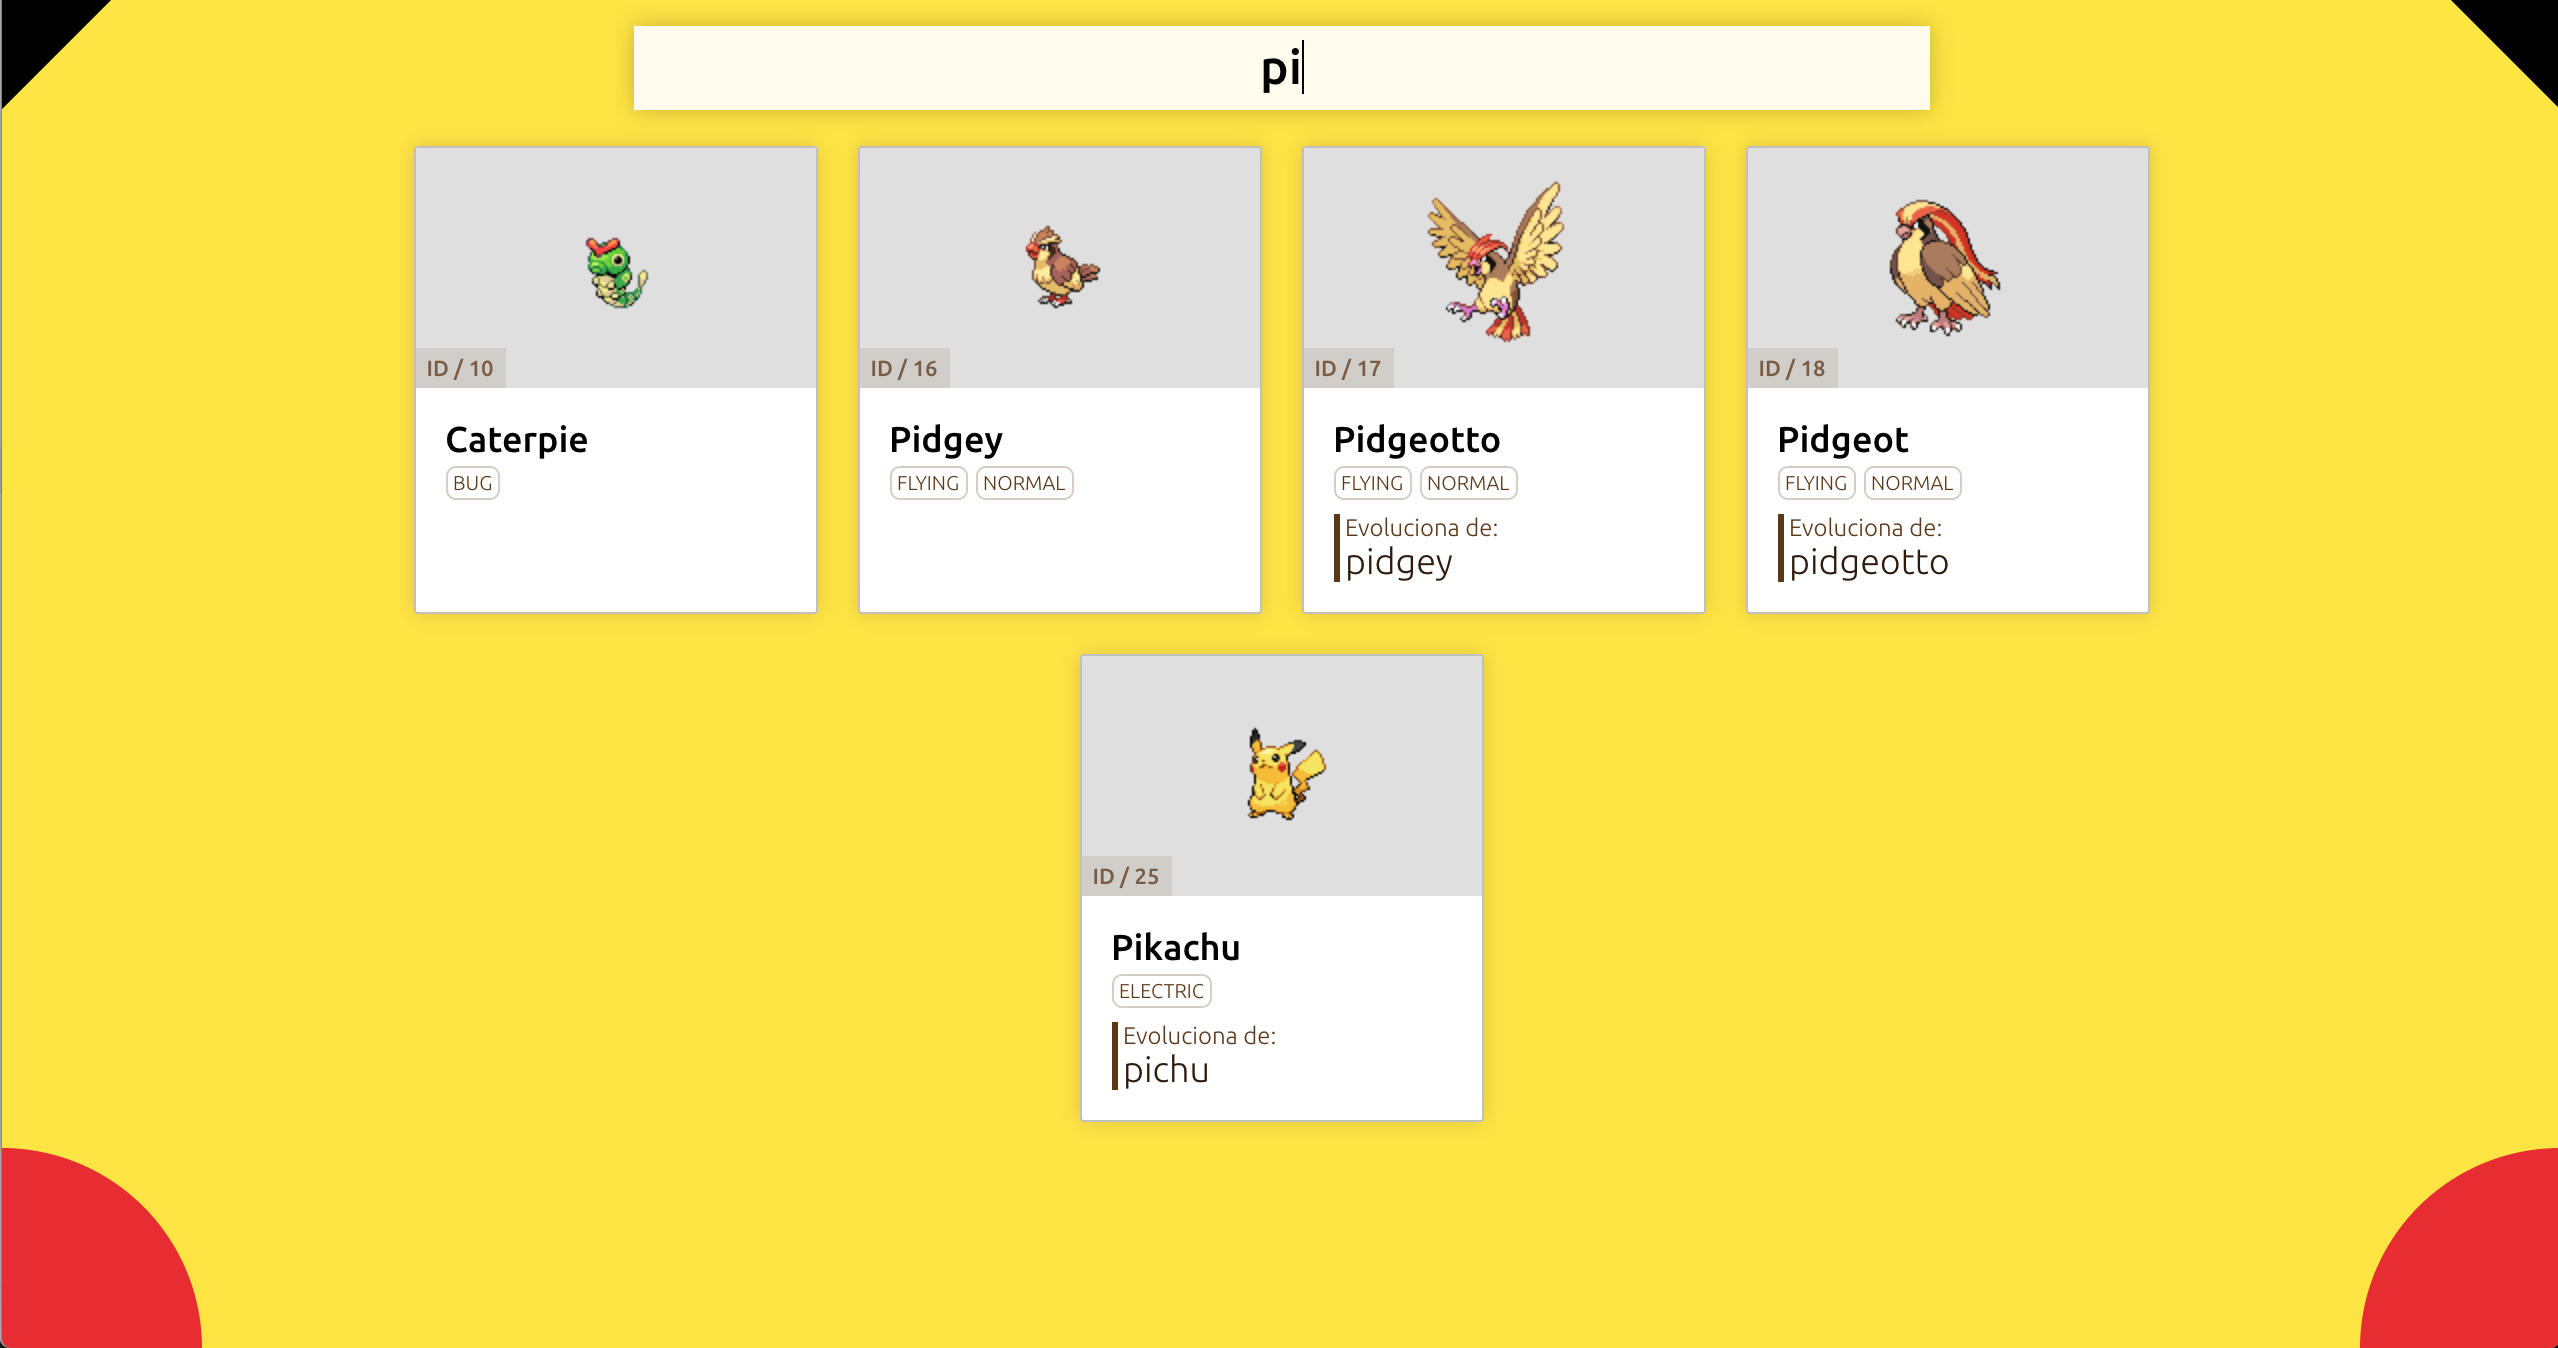 pi
ID / 10
Caterpie
BUG
ID / 16
Pidgey
FLYING NORMAL
ID / 17
Pidgeotto
FLYING NORMAL
Evoluciona de:
pidgey
ID / 18
Pidgeot
FLYING NORMAL
Evoluciona de:
pidgeotto
ID / 25
Pikachu
ELECTRIC
Evoluciona de:
pichu